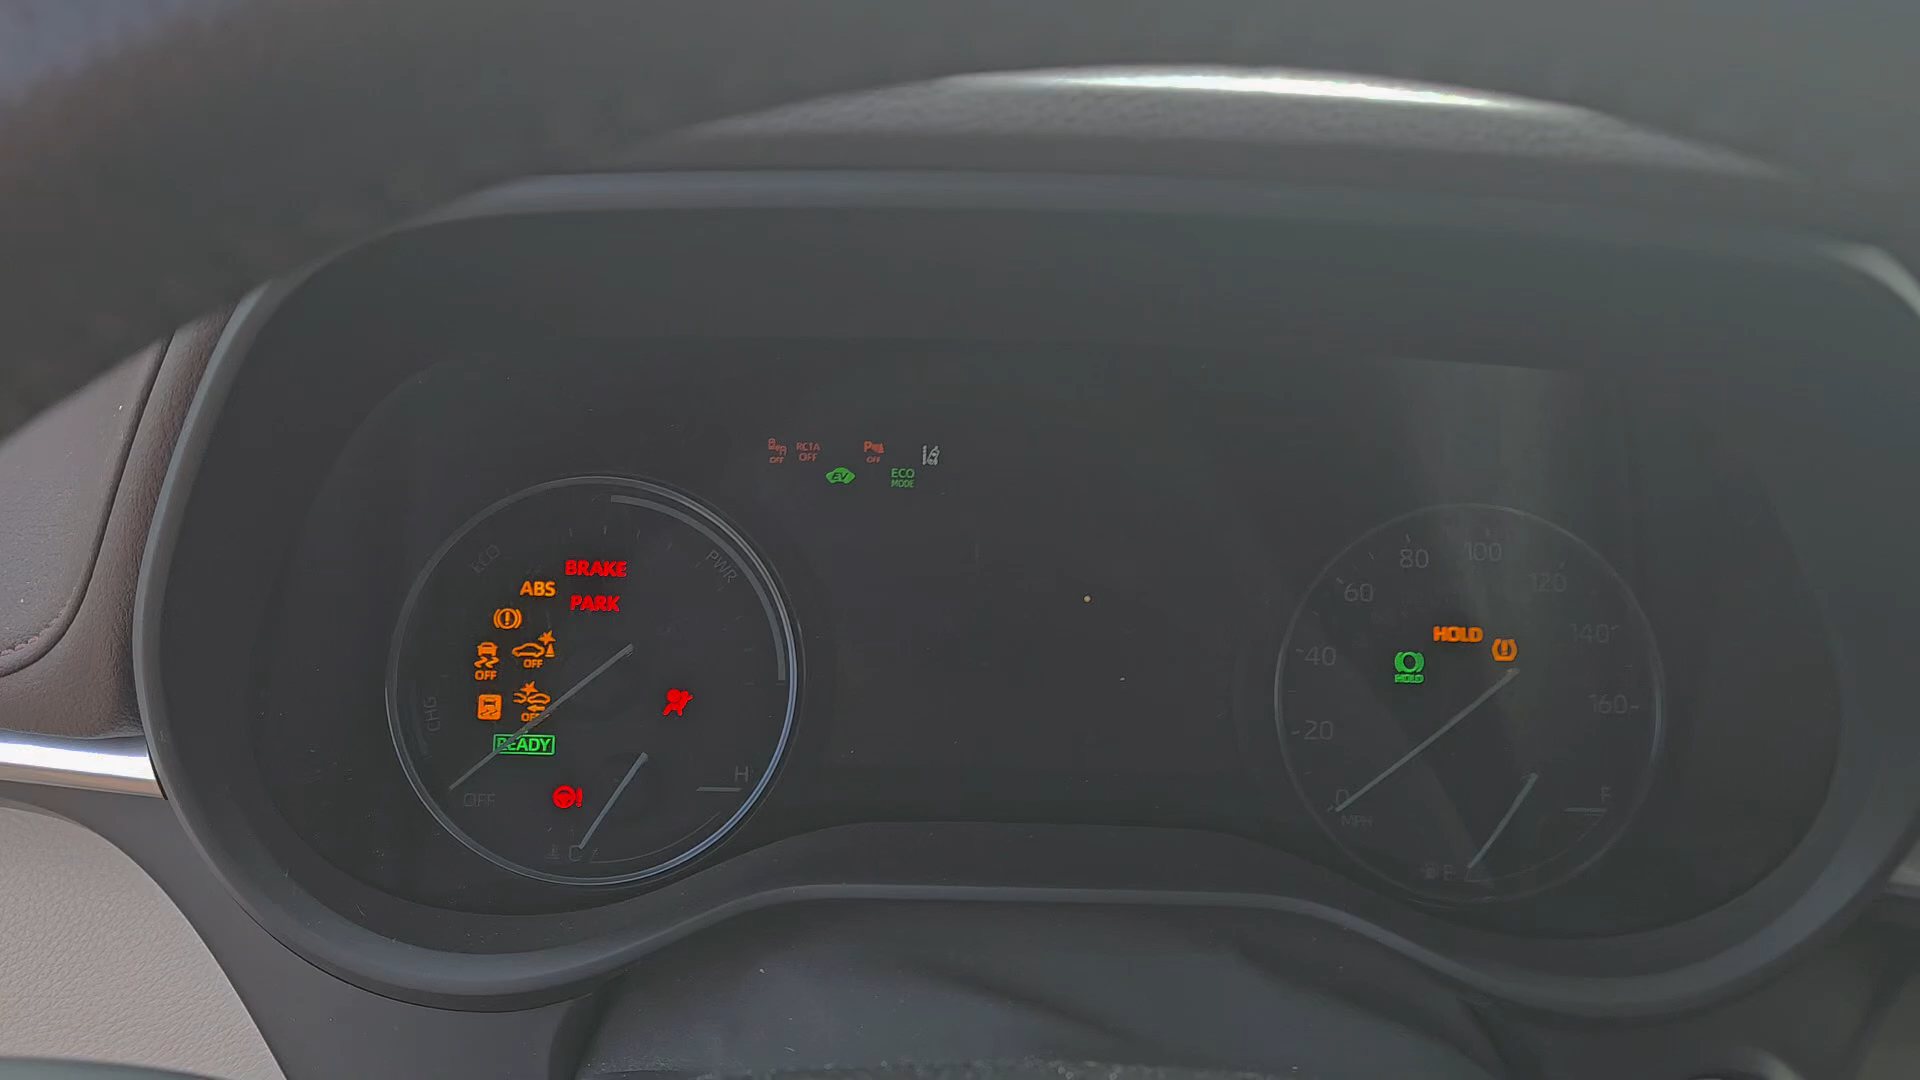 OFF
RCTA
OFF
P
OFF
EV
ECO
MODE
ECO
PWR
BRAKE
ABS
PARK
OFF
OFF
OFF
READY
CHG
OFF
H
C
80
100
60
120
HOLD
140
40
HOLD
160
20
0
MPH
F
E